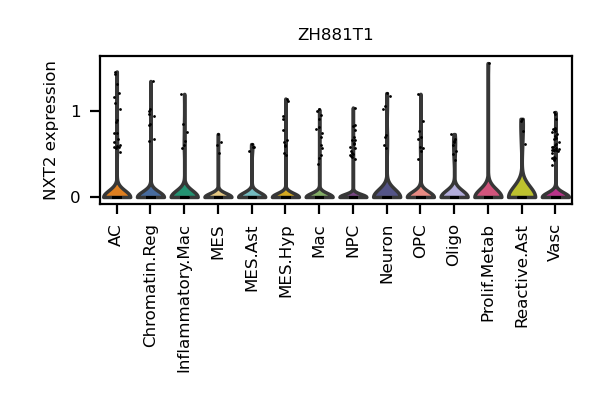 ZH881T1
NXT2 expression
1
0
AC
Chromatin.Reg
Inflammatory.Mac
MES
MES.Ast
MES.Hyp
Mac
NPC
Neuron
OPC
Oligo
Prolif.Metab
Reactive.Ast
Vasc